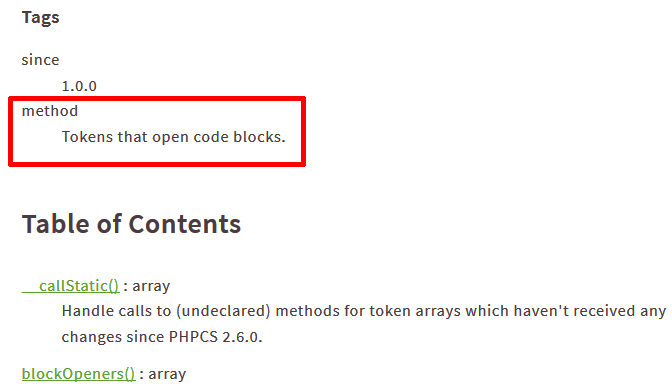 Tags
since
1.0.0
method
Tokens that open code blocks.
Table of Contents
__callStatic() : array
Handle calls to (undeclared) methods for token arrays which haven't received any
changes since PHPCS 2.6.0.
blockOpeners() : array